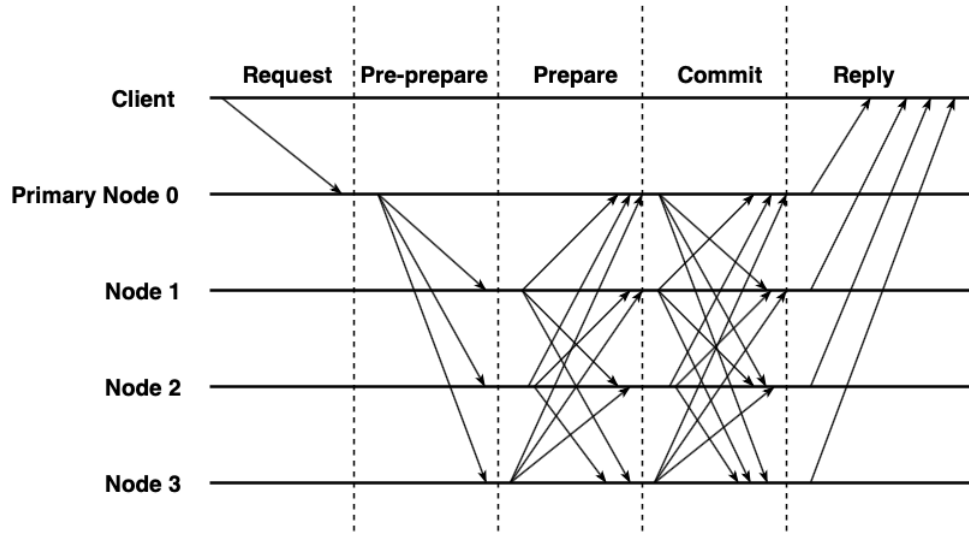 Request Pre-prepare Prepare Commit Reply
Client
Primary Node 0
Node 1
Node 2
Node 3